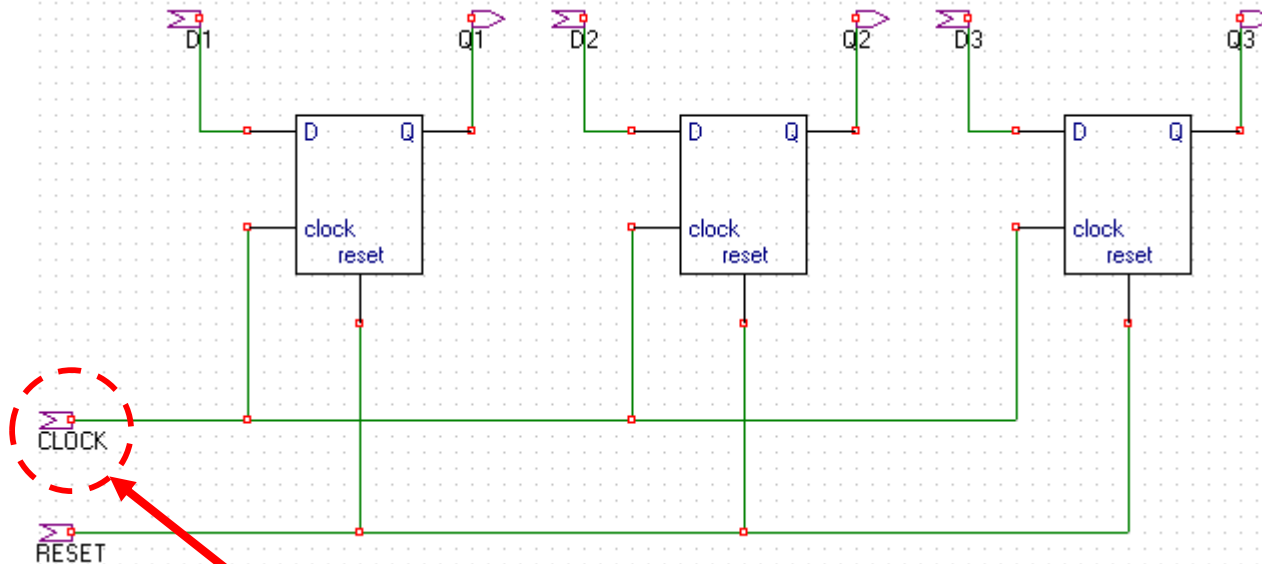 D1 Q1 D2 Q2 D3 Q3
D Q D Q D Q
clock clock clock
reset reset reset
CLOCK
RESET